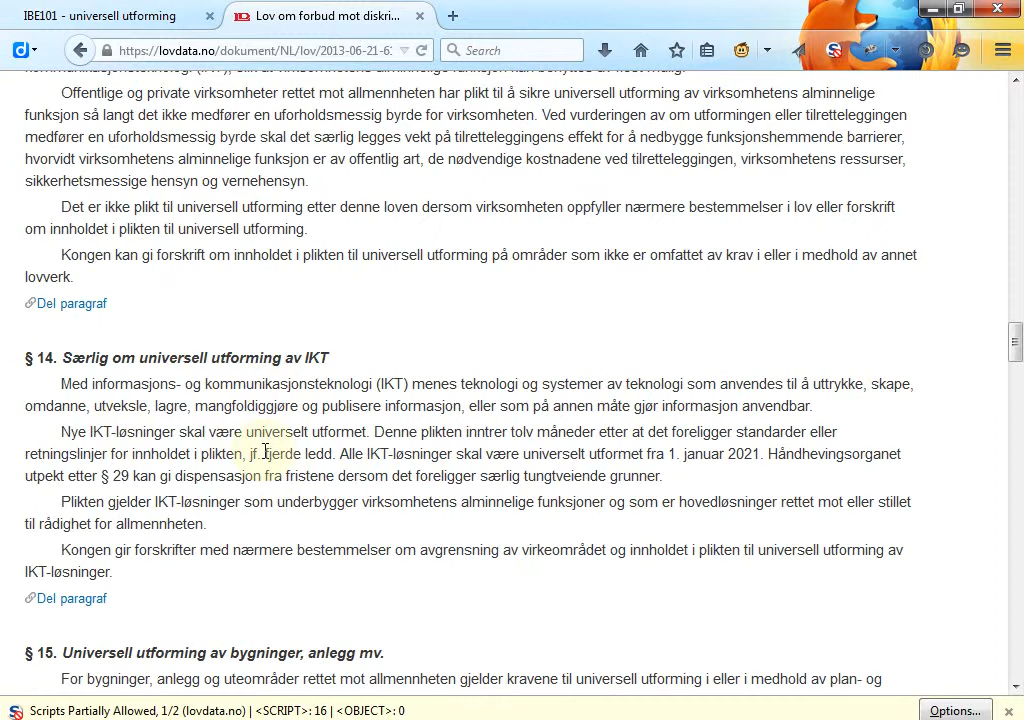 IBE101 - universell utforming
Lov om forbud mot diskri...
https://lovdata.no/dokument/NL/lov/2013-06-21-6
Search
Offentlige og private virksomheter rettet mot allmennheten har plikt til å sikre universell utforming av virksomhetens alminnelige
funksjon så langt det ikke medfører en uforholdsmessig byrde for virksomheten. Ved vurderingen av om utformingen eller tilretteleggingen
medfører en uforholdsmessig byrde skal det særlig legges vekt på tilretteleggingens effekt for å nedbygge funksjonshemmende barrierer,
hvorvidt virksomhetens alminnelige funksjon er av offentlig art, de nødvendige kostnadene ved tilretteleggingen, virksomhetens ressurser,
sikkerhetsmessige hensyn og vernehensyn.
Det er ikke plikt til universell utforming etter denne loven dersom virksomheten oppfyller nærmere bestemmelser i lov eller forskrift
om innholdet i plikten til universell utforming.
Kongen kan gi forskrift om innholdet i plikten til universell utforming på områder som ikke er omfattet av krav i eller i medhold av annet
lovverk.
Del paragraf
§ 14. Særlig om universell utforming av IKT
Med informasjons- og kommunikasjonsteknologi (IKT) menes teknologi og systemer av teknologi som anvendes til å uttrykke, skape,
omdanne, utveksle, lagre, mangfoldiggjøre og publisere informasjon, eller som på annen måte gjør informasjon anvendbar.
Nye IKT-løsninger skal være universelt utformet. Denne plikten inntrer tolv måneder etter at det foreligger standarder eller
retningslinjer for innholdet i plikten, jf. fjerde ledd. Alle IKT-løsninger skal være universelt utformet fra 1. januar 2021. Håndhevingsorganet
utpekt etter § 29 kan gi dispensasjon fra fristene dersom det foreligger særlig tungtveiende grunner.
Plikten gjelder IKT-løsninger som underbygger virksomhetens alminnelige funksjoner og som er hovedløsninger rettet mot eller stillet
til rådighet for allmennheten.
Kongen gir forskrifter med nærmere bestemmelser om avgrensning av virkeområdet og innholdet i plikten til universell utforming av
IKT-løsninger.
Del paragraf
§ 15. Universell utforming av bygninger, anlegg mv.
For bygninger, anlegg og uteområder rettet mot allmennheten gjelder kravene til universell utforming i eller i medhold av plan- og
Scripts Partially Allowed, 1/2 (lovdata.no) | <SCRIPT>: 16 | <OBJECT>: 0
Options...